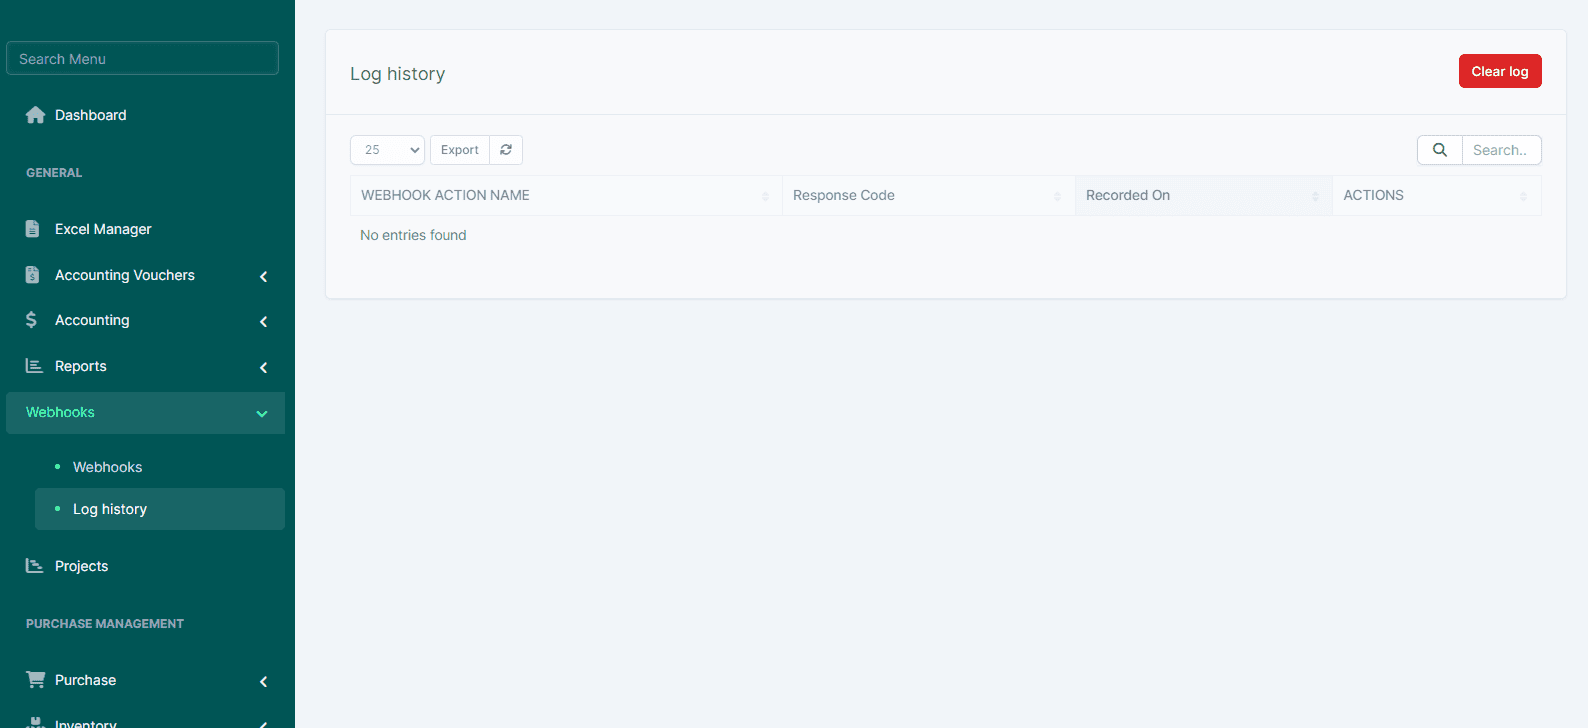 Search Menu
Dashboard
GENERAL
Excel Manager
Accounting Vouchers
Accounting
Reports
Webhooks
Webhooks
Log history
Projects
PURCHASE MANAGEMENT
Purchase
Inventory
Log history
Clear log
25
Export
Search..
WEBHOOK ACTION NAME
Response Code
Recorded On
ACTIONS
No entries found